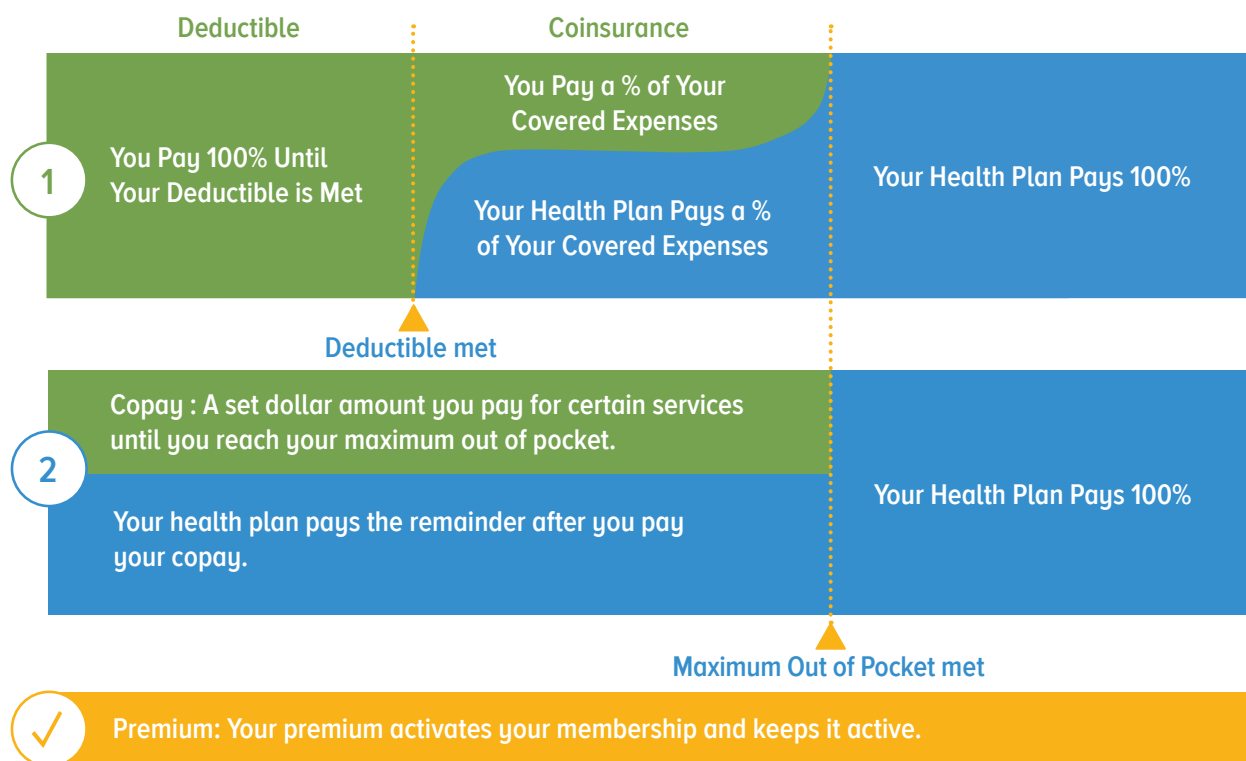 Deductible
Coinsurance
1
You Pay 100% Until
Your Deductible is Met
You Pay a % of Your
Covered Expenses
Your Health Plan Pays a %
of Your Covered Expenses
Your Health Plan Pays 100%
Deductible met
2
Copay : A set dollar amount you pay for certain services
until you reach your maximum out of pocket.
Your health plan pays the remainder after you pay
your copay.
Your Health Plan Pays 100%
Maximum Out of Pocket met
Premium: Your premium activates your membership and keeps it active.